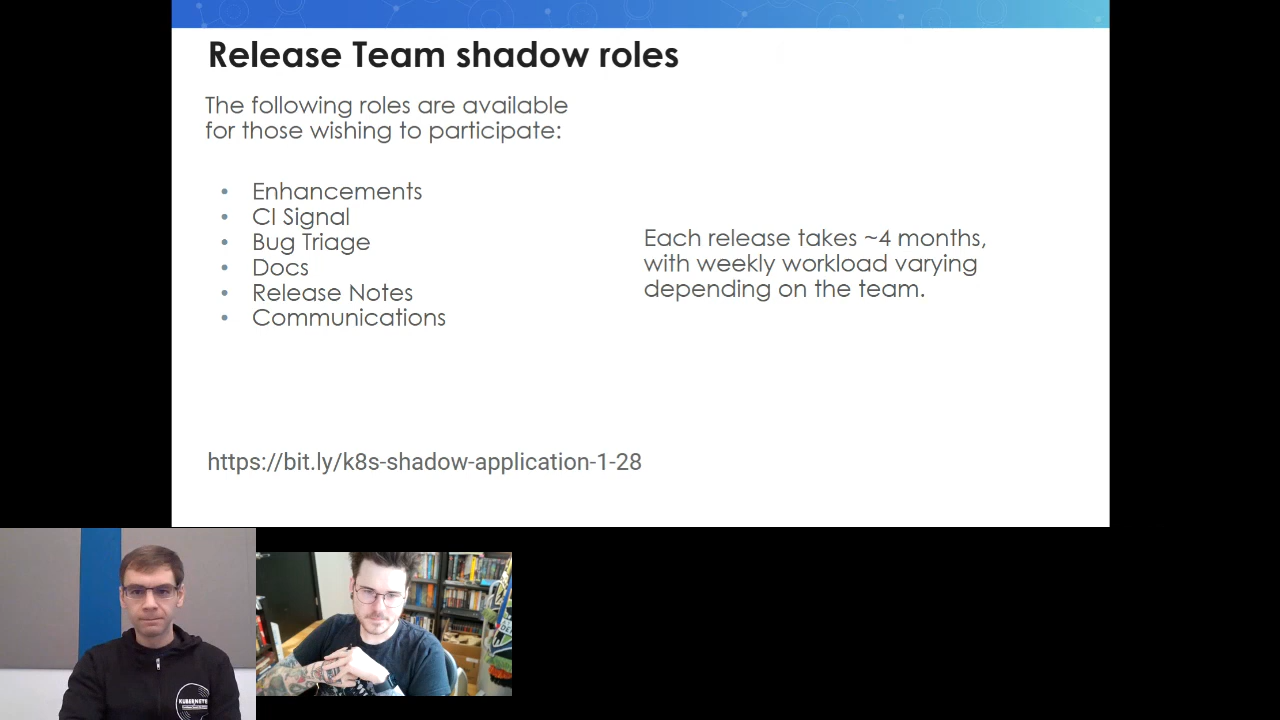 Release Team shadow roles
The following roles are available
for those wishing to participate:
• Enhancements
• CI Signal
• Bug Triage
• Docs
• Release Notes
• Communications
Each release takes ~4 months,
with weekly workload varying
depending on the team.
https://bit.ly/k8s-shadow-application-1-28